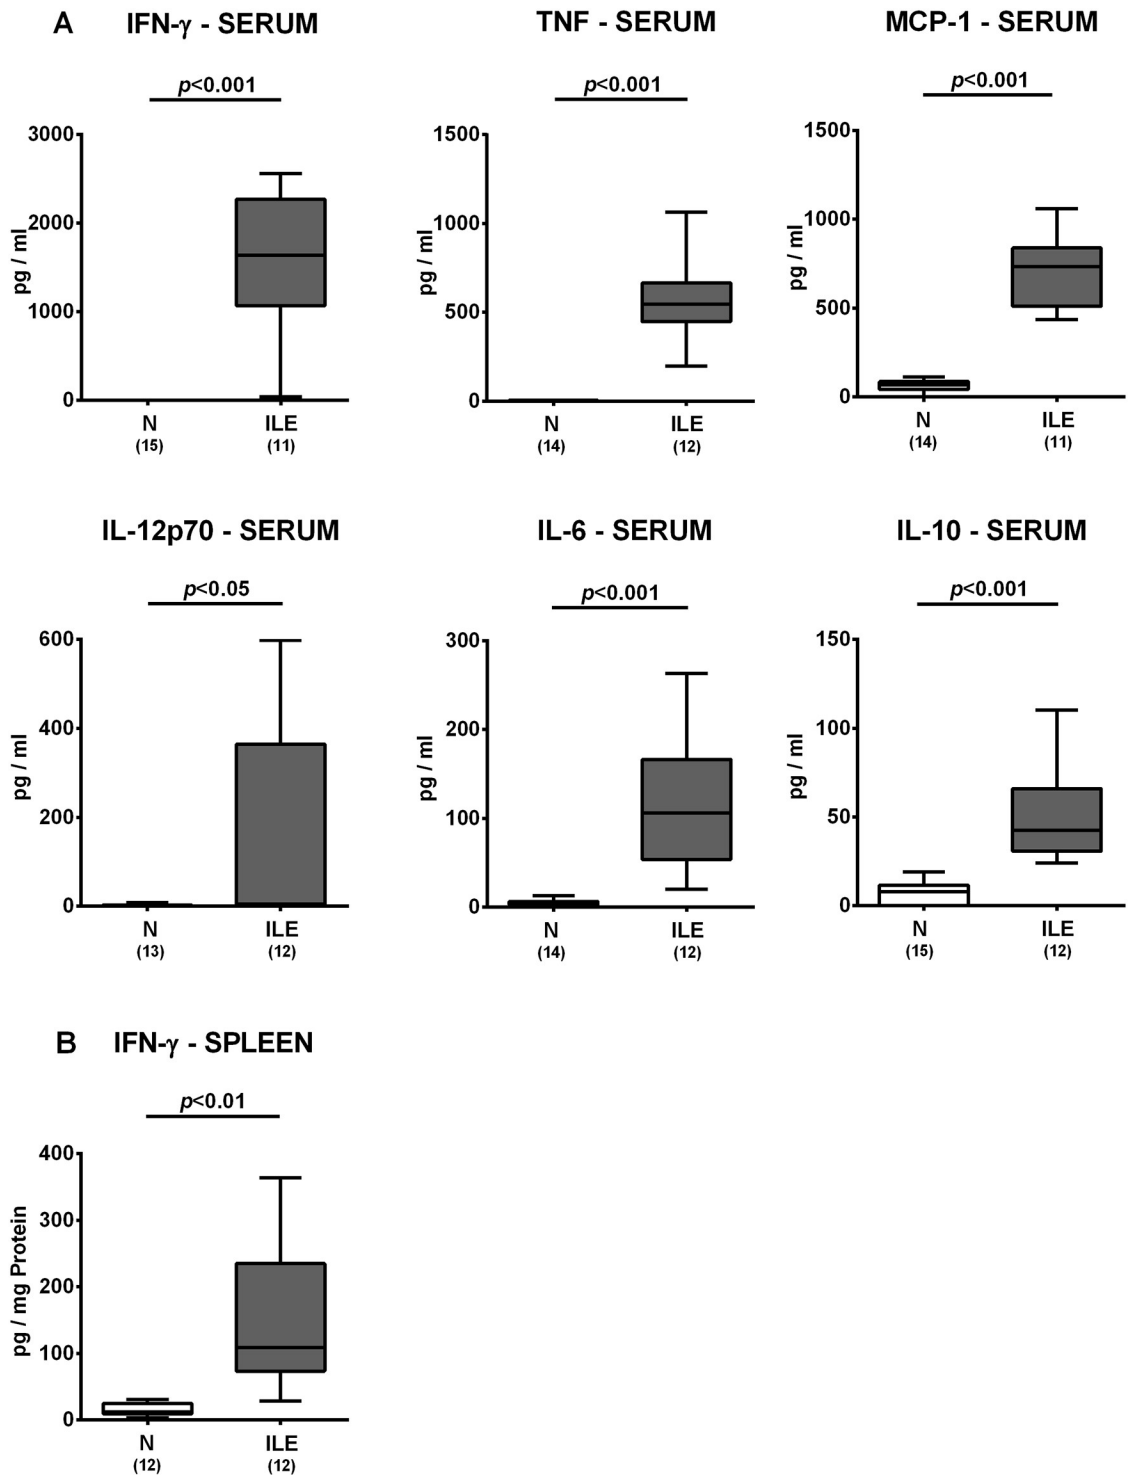 A IFN-γ - SERUM
p<0.001
3000
2000
1000
0
pg / ml
N
(15)
ILE
(11)
TNF - SERUM
p<0.001
1500
1000
500
0
pg / ml
N
(14)
ILE
(12)
MCP-1 - SERUM
p<0.001
1500
1000
500
0
pg / ml
N
(14)
ILE
(11)
IL-12p70 - SERUM
p<0.05
600
400
200
0
pg / ml
N
(13)
ILE
(12)
IL-6 - SERUM
p<0.001
300
200
100
0
pg / ml
N
(14)
ILE
(12)
IL-10 - SERUM
p<0.001
150
100
50
0
pg / ml
N
(15)
ILE
(12)
B IFN-γ - SPLEEN
p<0.01
400
300
200
100
0
pg / mg Protein
N
(12)
ILE
(12)